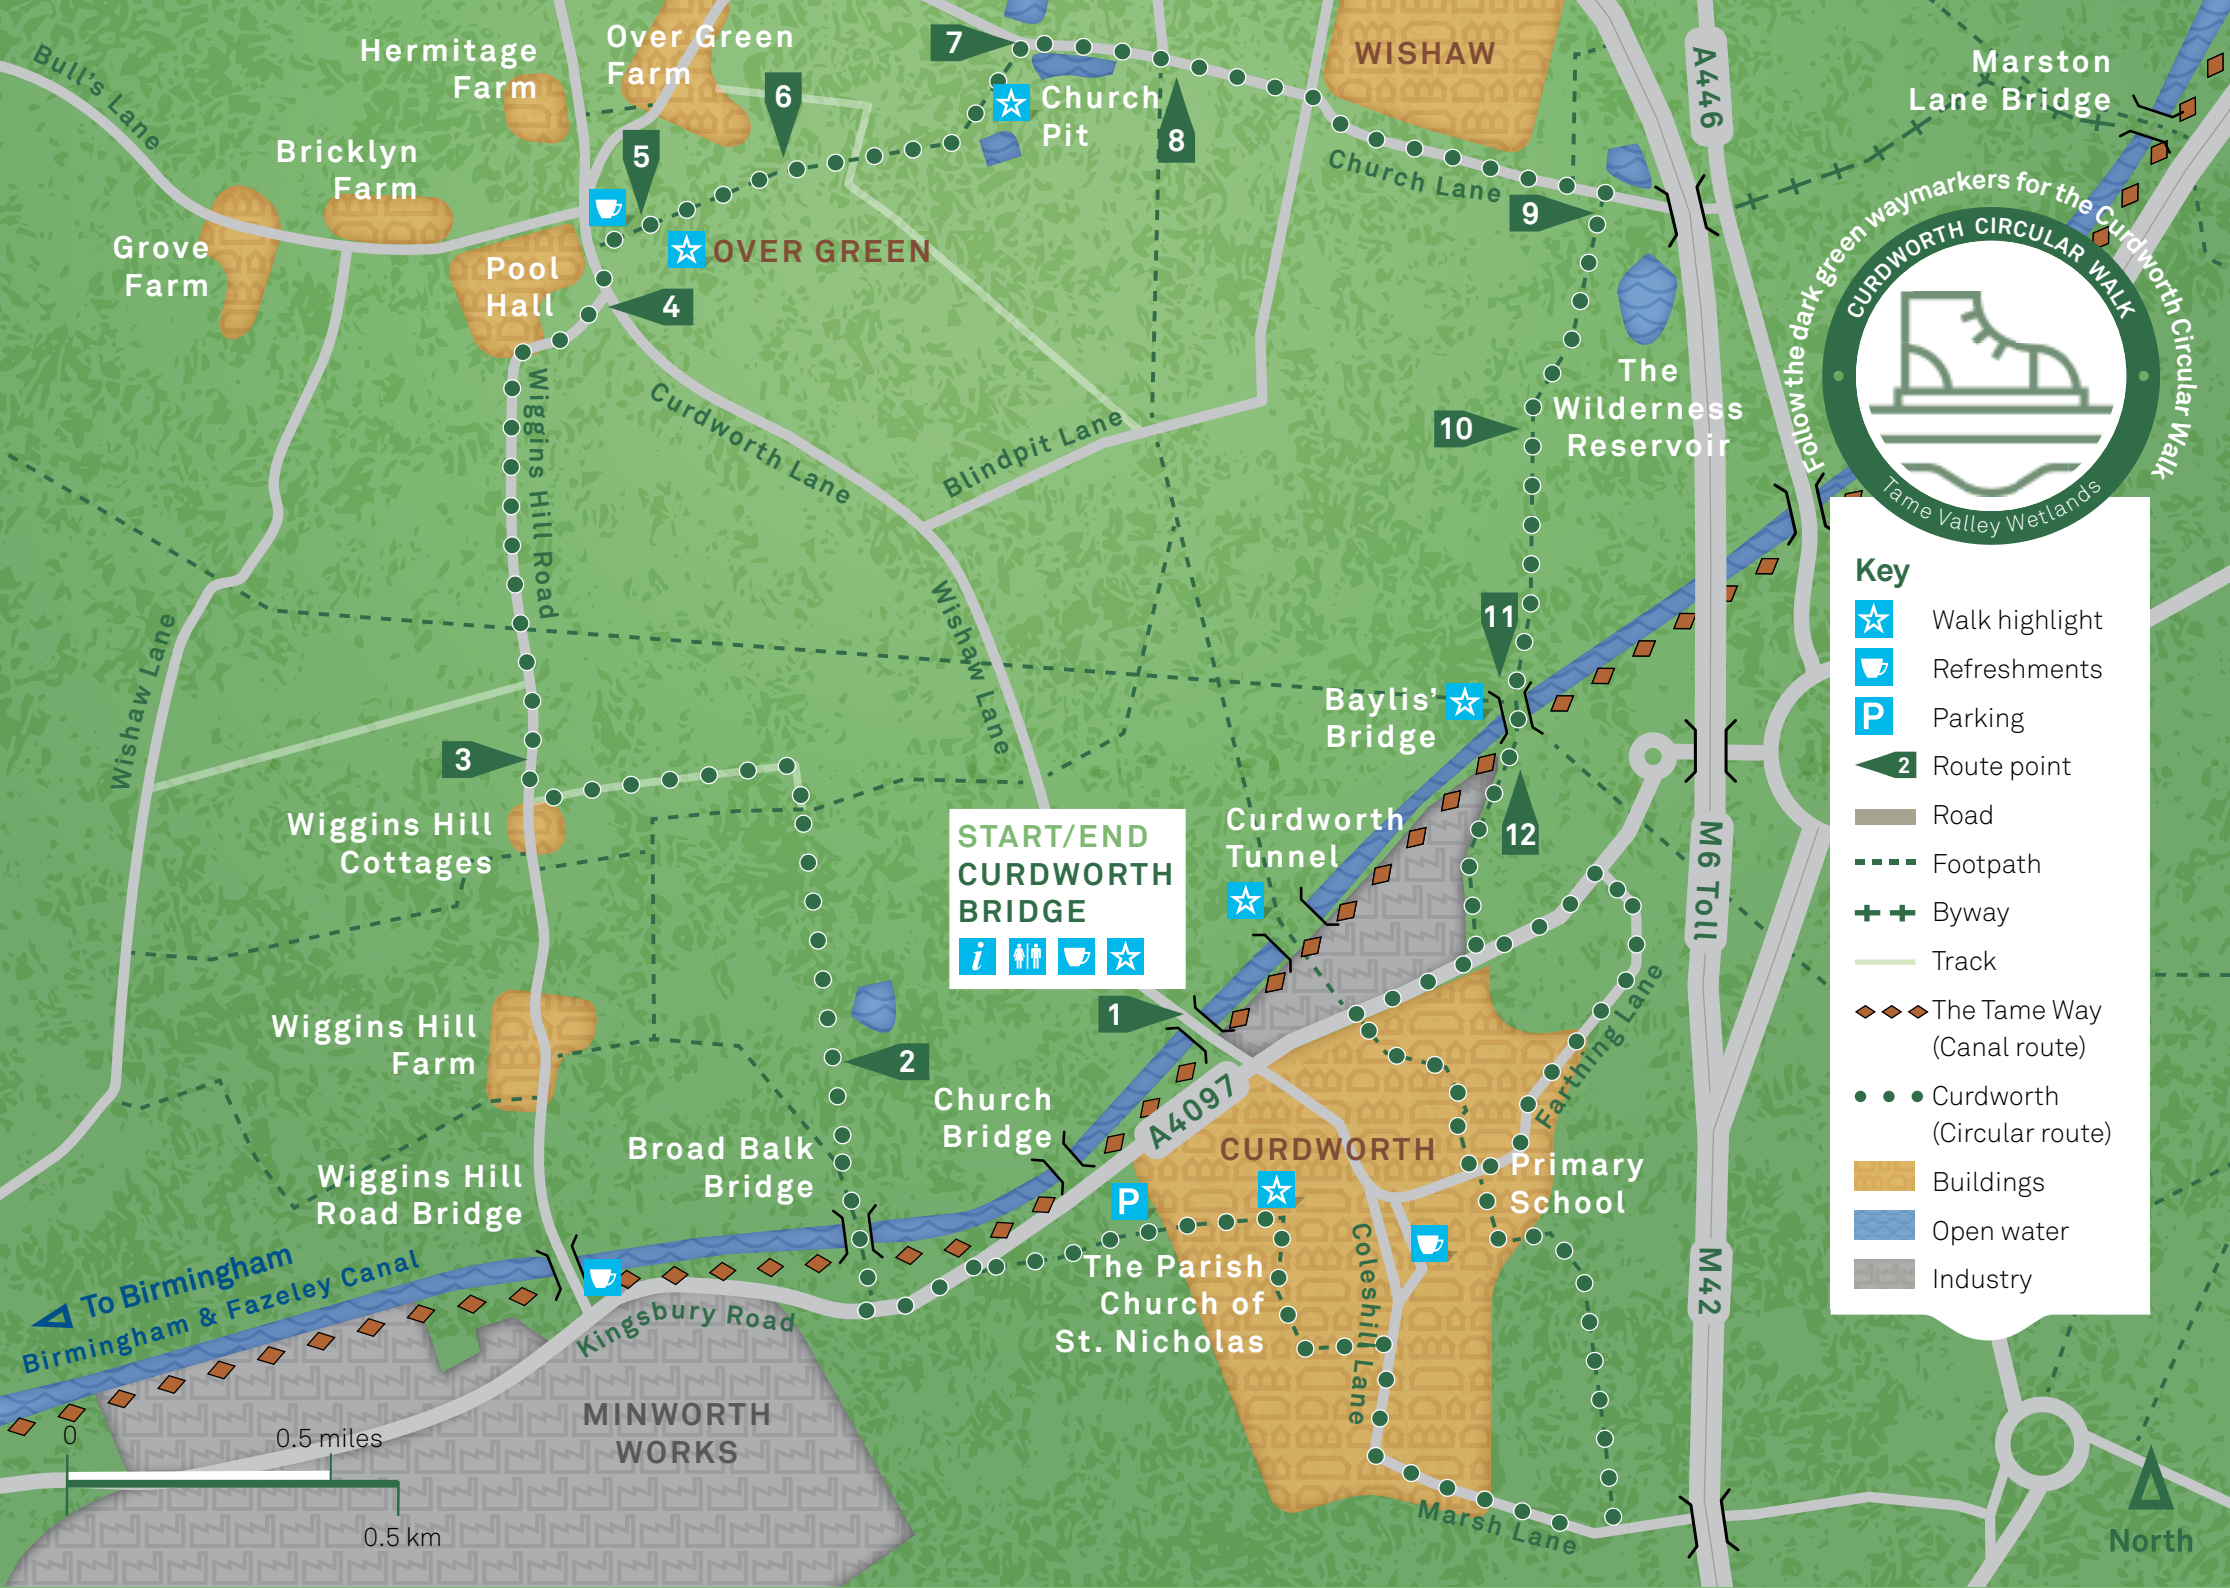 Bull's Lane
Hermitage
Farm
Over Green
Farm
6
7
Church
Pit
8
WISHAW
A446
Marston
Lane Bridge
Bricklyn
Farm
5
Church Lane
9
Grove
Farm
Pool
Hall
OVER GREEN
4
Wiggins Hill Road
Curdworth Lane
Blindpit Lane
10
The
Wilderness
Reservoir
Follow the dark green waymarkers for the Curdworth Circular Walk
CURDWORTH CIRCULAR WALK
Tame Valley Wetlands
Wishaw Lane
Wishaw Lane
11
Baylis'
Bridge
3
Wiggins Hill
Cottages
START/END
CURDWORTH
BRIDGE
i
Curdworth
Tunnel
12
M6 Toll
1
Wiggins Hill
Farm
2
Farthing Lane
Church
Bridge
A4097
CURDWORTH
Broad Balk
Bridge
Primary
School
Wiggins Hill
Road Bridge
P
M42
The Parish
Church of
St. Nicholas
Coleshill Lane
To Birmingham
Birmingham & Fazeley Canal
Kingsbury Road
MINWORTH
WORKS
Marsh Lane
0
0.5 miles
0.5 km
North
Key
Walk highlight
Refreshments
P Parking
2 Route point
Road
Footpath
Byway
Track
The Tame Way
(Canal route)
Curdworth
(Circular route)
Buildings
Open water
Industry